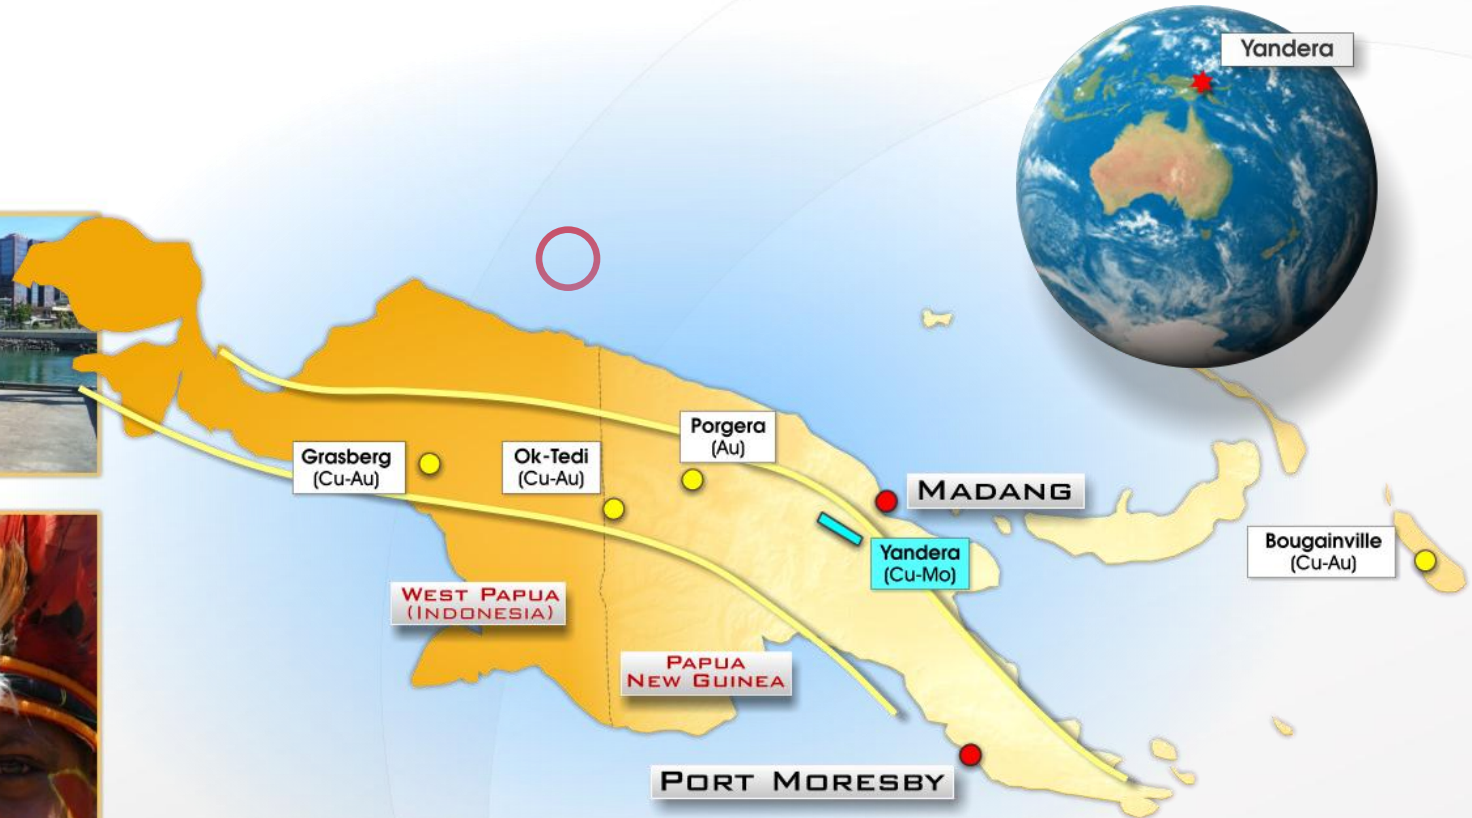 Yandera
Porgera
(Au)
Grasberg
(Cu-Au)
Ok-Tedi
(Cu-Au)
MADANG
Bougainville
(Cu-Au)
Yandera
(Cu-Mo)
WEST PAPUA
(INDONESIA)
PAPUA
NEW GUINEA
PORT MORESBY